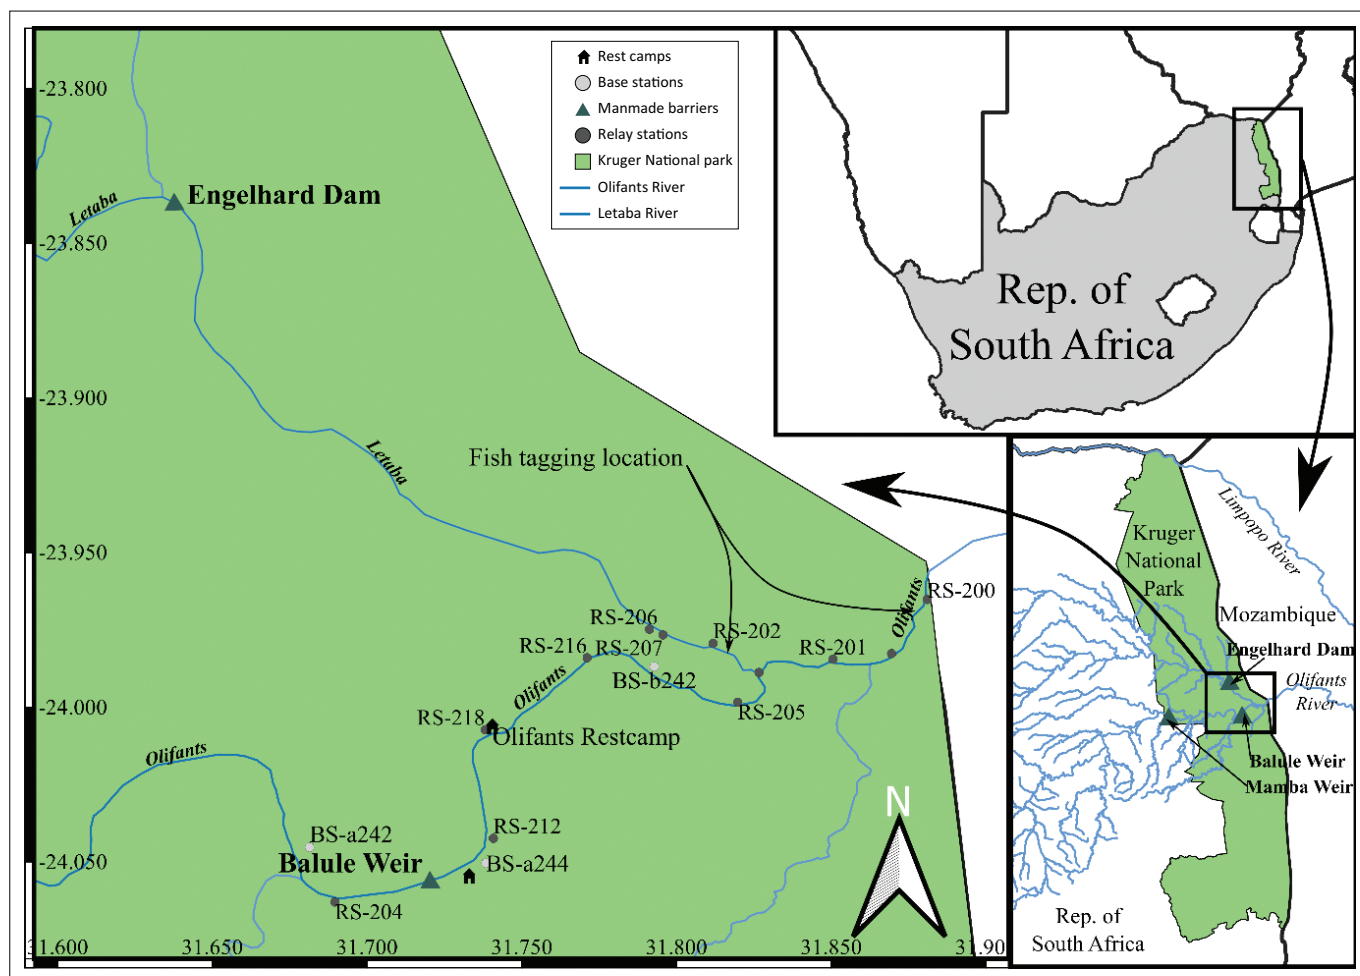 Rest camps
Base stations
Manmade barriers
Relay stations
Kruger National park
Olifants River
Letaba River
-23.800
-23.850
-23.900
-23.950
-24.000
-24.050
31.600
31.650
31.700
31.750
31.800
31.850
31.90
Letaba
Engelhard Dam
Letaba
Fish tagging location
Olifants
RS-200
RS-206
RS-202
RS-216
RS-207
RS-201
BS-b242
Olifants
RS-205
RS-218
Olifants Restcamp
Olifants
RS-212
BS-a242
Balule Weir
BS-a244
RS-204
N
Rep. of
South Africa
Limpopo River
Kruger
National
Park
Mozambique
Engelhard Dam
Olifants
River
Balule Weir
Mamba Weir
Rep. of
South Africa